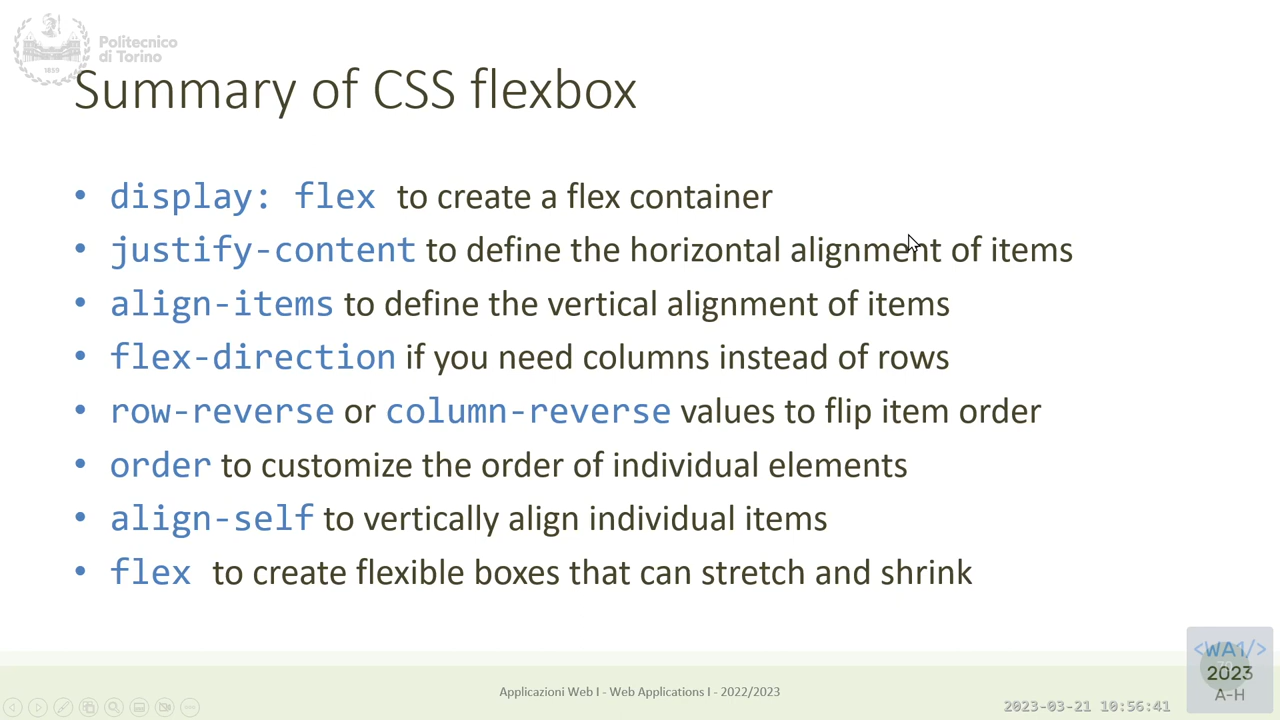 Politecnico
di Torino
1859
Summary of CSS flexbox
• display: flex to create a flex container
• justify-content to define the horizontal alignment of items
• align-items to define the vertical alignment of items
• flex-direction if you need columns instead of rows
• row-reverse or column-reverse values to flip item order
• order to customize the order of individual elements
• align-self to vertically align individual items
• flex to create flexible boxes that can stretch and shrink
<WA1/>
2023
A-H
Applicazioni Web I - Web Applications I - 2022/2023
2023-03-21 10:56:41